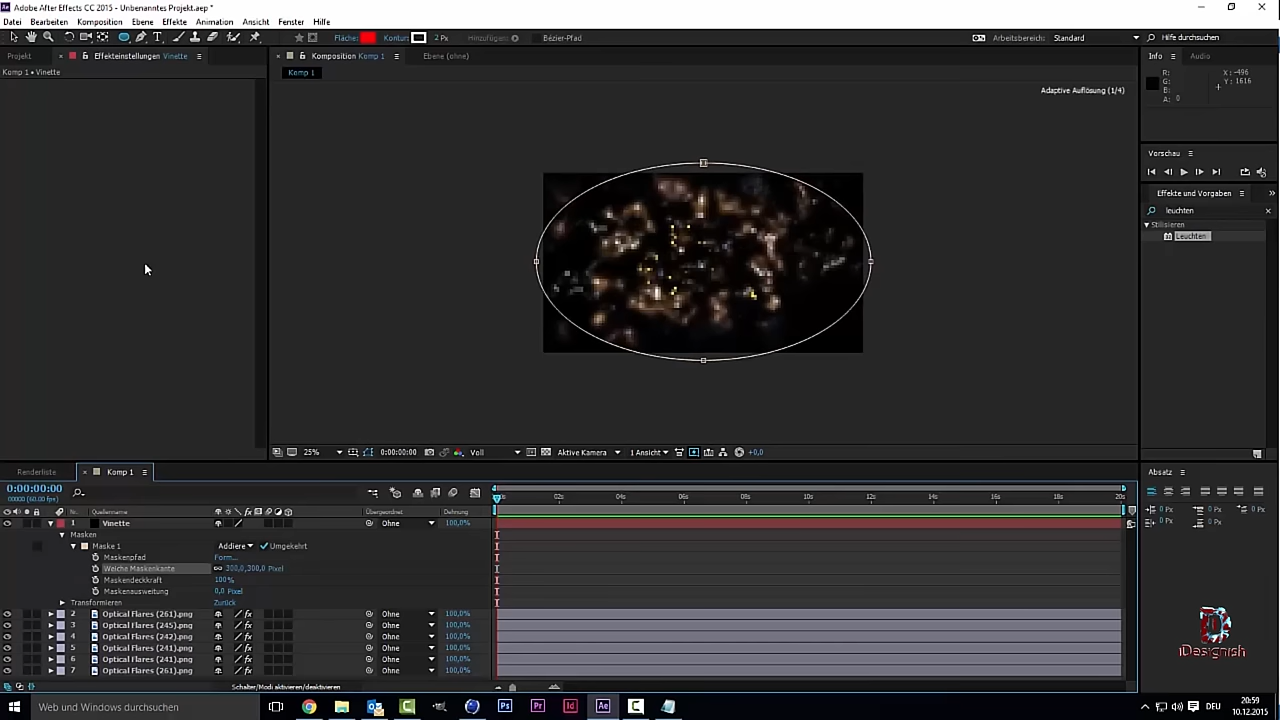 Adobe After Effects CC 2015 - Unbenanntes Projekt.aep *
Datei Bearbeiten Komposition Ebene Effekte Animation Ansicht Fenster Hilfe
Fläche: Kontur: 2 Px Hinzufügen: Bézier-Pfad Arbeitsbereich: Standard Hilfe durchsuchen
Projekt Effekteinstellungen Vinette Komposition Komp 1 Ebene (ohne) Info Audio
Komp 1 • Vinette Komp 1
R: X: -496
G: Y: 1616
B:
A: 0
Adaptive Auflösung (1/4)
Vorschau
Effekte und Vorgaben
leuchten
Stilisieren
Leuchten
25% 0:00:00:00 Voll Aktive Kamera 1 Ansicht +0,0
Renderliste Komp 1 Absatz
0:00:00:00
00000 (60.00 fps)
Nr. Quellenname Übergeordnet Dehnung 02s 04s 06s 08s 10s 12s 14s 16s 18s 20s
1 Vinette Ohne 100,0%
Masken
Maske 1 Addiere Umgekehrt
Maskenpfad Form...
Weiche Maskenkante 300,0,300,0 Pixel
Maskendeckkraft 100%
Maskenausweitung 0,0 Pixel
Transformieren Zurück
2 Optical Flares (261).png Ohne 100,0%
3 Optical Flares (245).png Ohne 100,0%
4 Optical Flares (242).png Ohne 100,0%
5 Optical Flares (241).png Ohne 100,0%
6 Optical Flares (241).png Ohne 100,0%
7 Optical Flares (261).png Ohne 100,0%
0 Px 0 Px 0 Px
0 Px 0 Px
iDesignish
Schalter/Modi aktivieren/deaktivieren
Web und Windows durchsuchen
DEU
20:59
10.12.2015